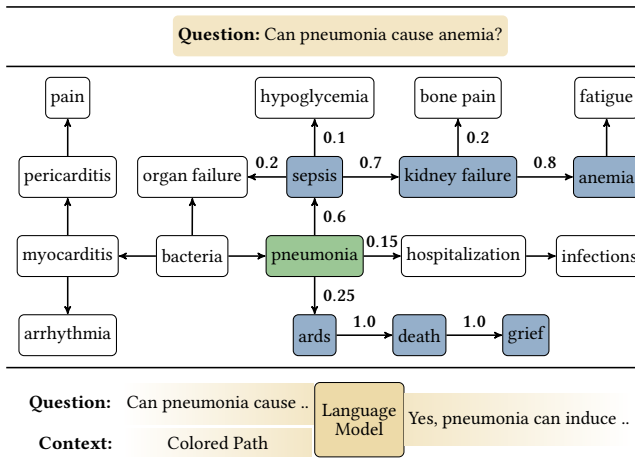 Question: Can pneumonia cause anemia?
pain
hypoglycemia
bone pain
fatigue
0.1
0.2
pericarditis
organ failure
0.2
sepsis
0.7
kidney failure
0.8
anemia
0.6
myocarditis
bacteria
pneumonia
0.15
hospitalization
infections
0.25
arrhythmia
ards
1.0
death
1.0
grief
Question: Can pneumonia cause ..
Language
Model
Yes, pneumonia can induce ..
Context: Colored Path